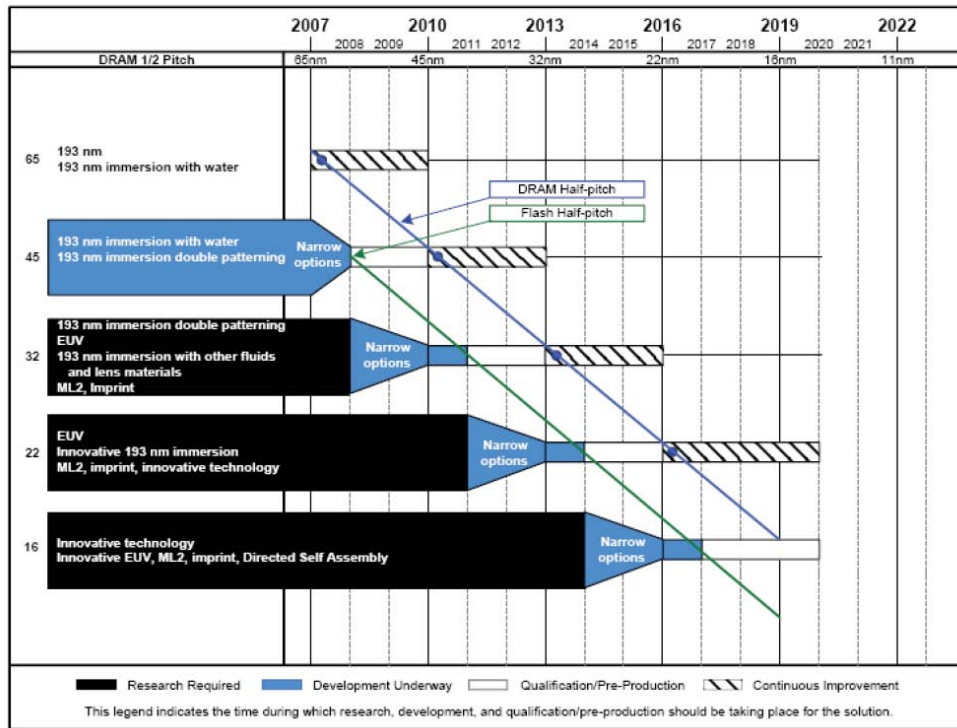 2007 2010 2013 2016 2019 2022
2008 2009 2011 2012 2014 2015 2017 2018 2020 2021
DRAM 1/2 Pitch 65nm 45nm 32nm 22nm 16nm 11nm
65
193 nm
193 nm immersion with water
DRAM Half-pitch
Flash Half-pitch
45
193 nm immersion with water
193 nm immersion double patterning
Narrow
options
32
193 nm immersion double patterning
EUV
193 nm immersion with other fluids
and lens materials
ML2, Imprint
Narrow
options
22
EUV
Innovative 193 nm immersion
ML2, imprint, innovative technology
Narrow
options
16
Innovative technology
Innovative EUV, ML2, imprint, Directed Self Assembly
Narrow
options
Research Required Development Underway Qualification/Pre-Production Continuous Improvement
This legend indicates the time during which research, development, and qualification/pre-production should be taking place for the solution.